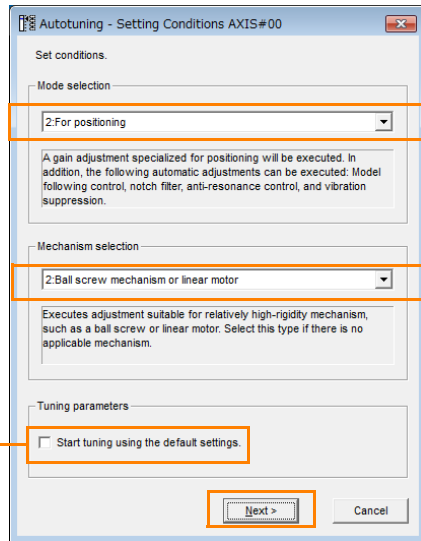 Autotuning - Setting Conditions AXIS#00
Set conditions.
Mode selection
2:For positioning
A gain adjustment specialized for positioning will be executed. In
addition, the following automatic adjustments can be executed: Model
following control, notch filter, anti-resonance control, and vibration
suppression.
Mechanism selection
2:Ball screw mechanism or linear motor
Executes adjustment suitable for relatively high-rigidity mechanism,
such as a ball screw or linear motor. Select this type if there is no
applicable mechanism.
Tuning parameters
Start tuning using the default settings.
Next > Cancel